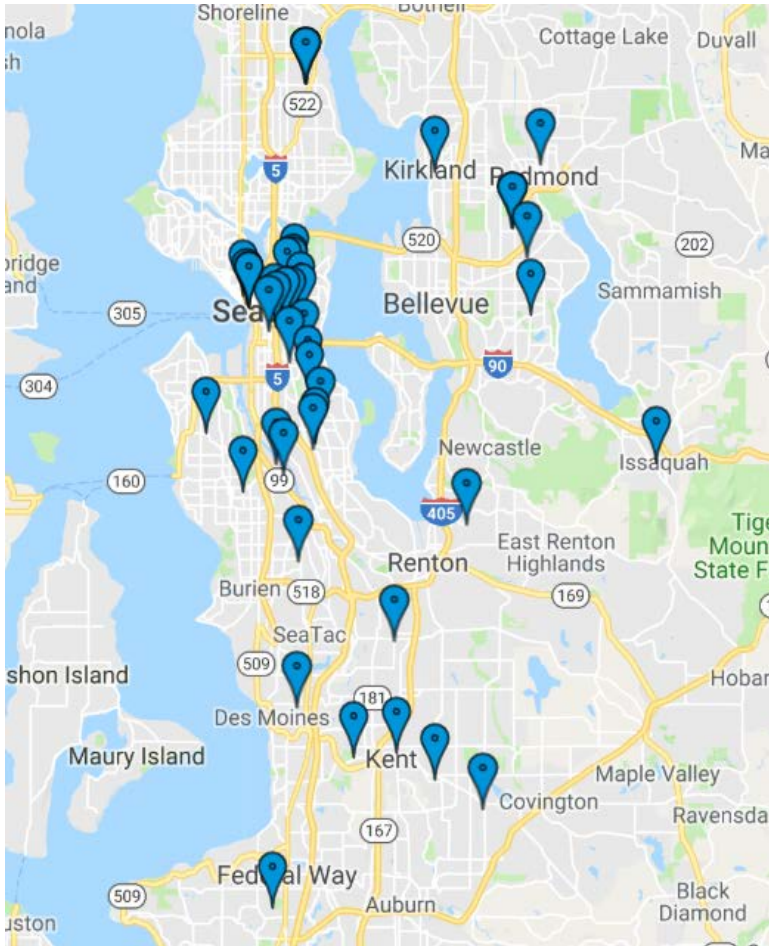 Shoreline
Bothell
nola
sh
Cottage Lake
Duvall
522
5
Kirkland
Redmond
Ma
520
202
bridge
and
Sammamish
305
Sea
Bellevue
304
5
90
Newcastle
Issaquah
160
99
405
Tige
Moun
State F
East Renton
Highlands
Renton
Burien
518
169
SeaTac
509
shon Island
Hobar
181
Des Moines
Maury Island
Kent
Maple Valley
Covington
167
Ravensda
Federal Way
509
Auburn
Black
Diamond
uston